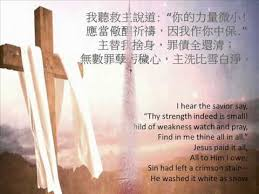 我聽救主說道: "你的力量微小!
應當儆醒祈禱, 因我作你中保."
主替我捨身, 罪債全還清;
無數罪孽污穢心, 主洗比雪白淨.
I hear the savior say,
"Thy strength indeed is small)
hild of weakness watch and pray,
Find in me thine all in all."
Jesus paid it all,
All to Him I owe;
Sin had left a crimson stain—
He washed it white as snow